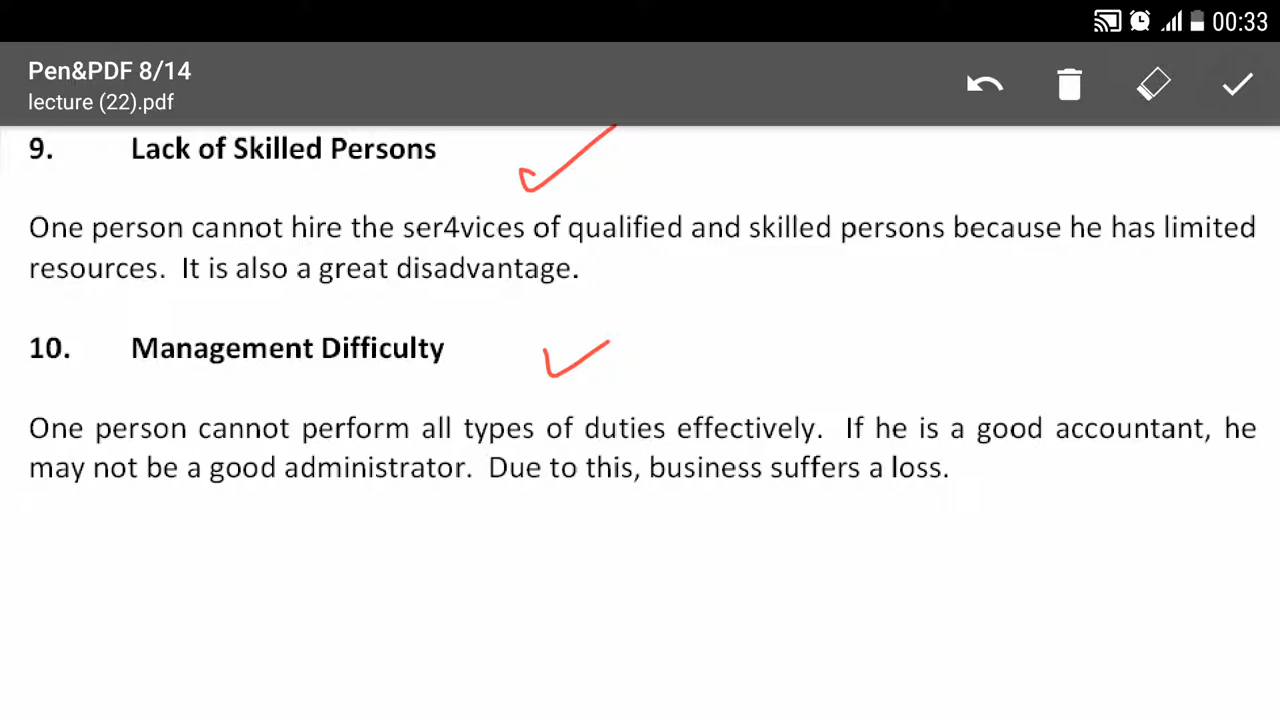 00:33
Pen&PDF 8/14
lecture (22).pdf
9. Lack of Skilled Persons
One person cannot hire the ser4vices of qualified and skilled persons because he has limited
resources. It is also a great disadvantage.
10. Management Difficulty
One person cannot perform all types of duties effectively. If he is a good accountant, he
may not be a good administrator. Due to this, business suffers a loss.